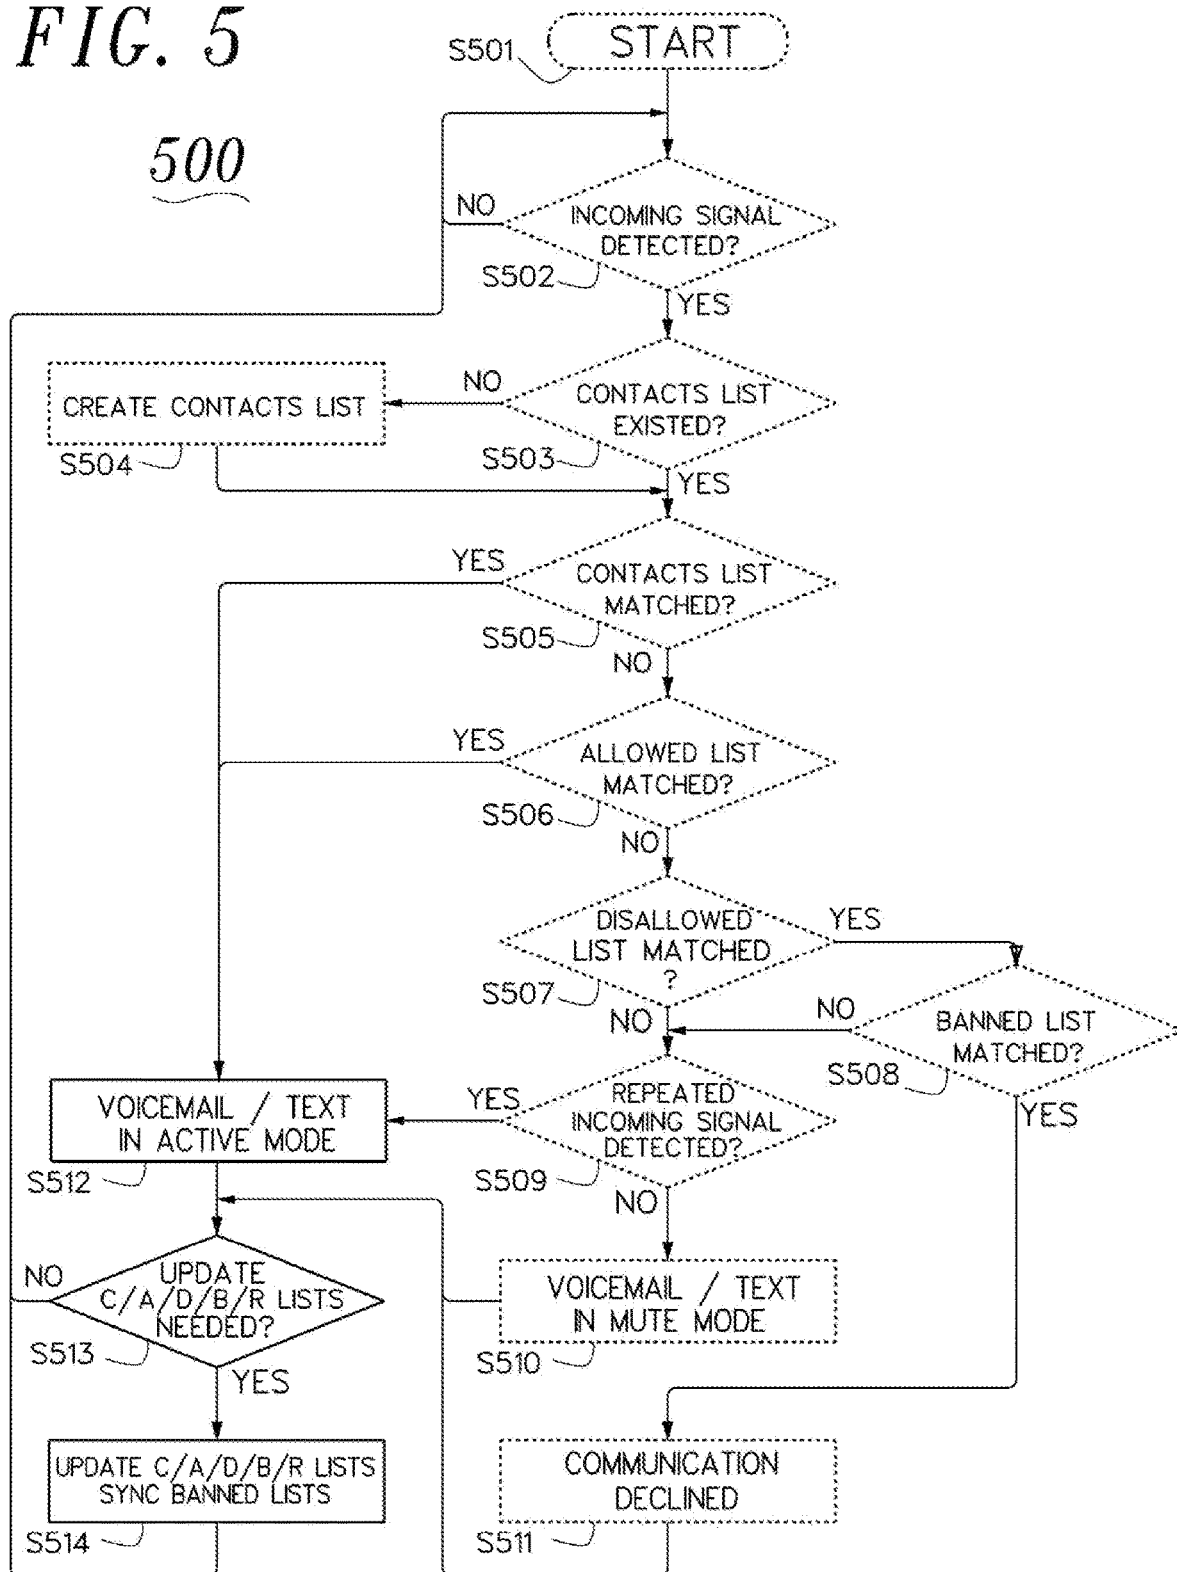 FIG. 5
500
START
S501
NO
INCOMING SIGNAL
DETECTED?
S502
YES
NO
CONTACTS LIST
EXISTED?
CREATE CONTACTS LIST
S504
S503
YES
YES
CONTACTS LIST
MATCHED?
S505
NO
YES
ALLOWED LIST
MATCHED?
S506
NO
DISALLOWED
LIST MATCHED
?
YES
S507
NO
NO
BANNED LIST
MATCHED?
S508
YES
VOICEMAIL / TEXT
IN ACTIVE MODE
S512
YES
REPEATED
INCOMING SIGNAL
DETECTED?
S509
NO
NO
UPDATE
C/A/D/B/R LISTS
NEEDED?
S513
YES
VOICEMAIL / TEXT
IN MUTE MODE
S510
UPDATE C/A/D/B/R LISTS
SYNC BANNED LISTS
S514
COMMUNICATION
DECLINED
S511